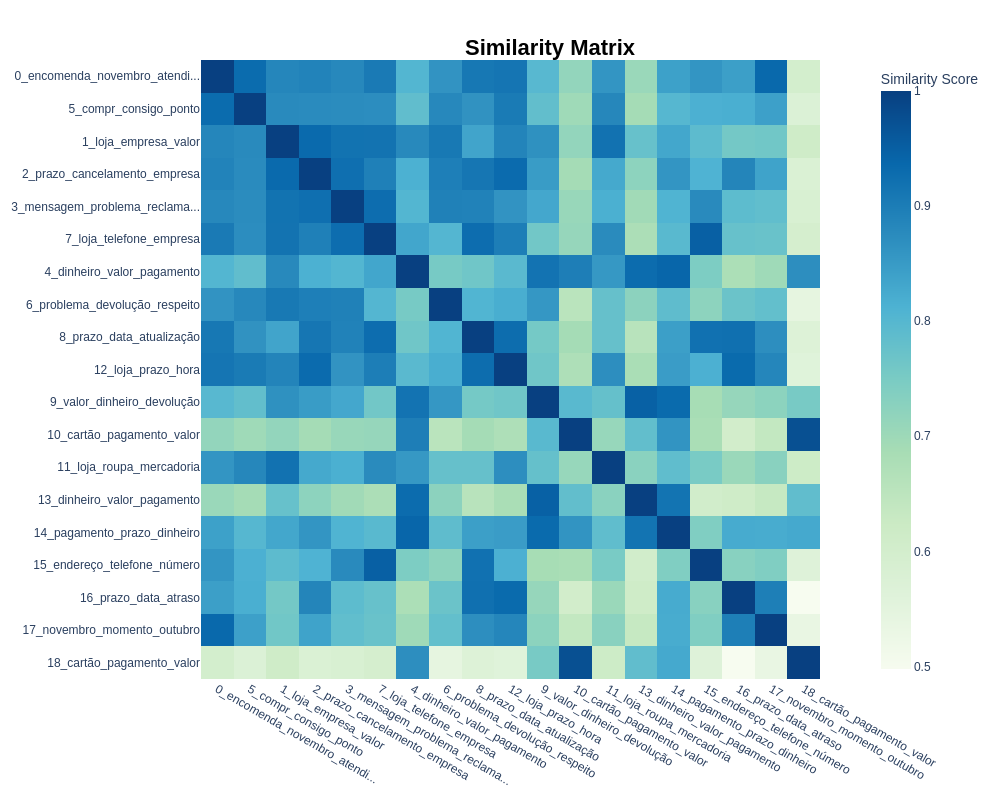 Similarity Matrix
0_encomenda_novembro_atendi...
5_compr_consigo_ponto
1_loja_empresa_valor
2_prazo_cancelamento_empresa
3_mensagem_problema_reclama...
7_loja_telefone_empresa
4_dinheiro_valor_pagamento
6_problema_devolução_respeito
8_prazo_data_atualização
12_loja_prazo_hora
9_valor_dinheiro_devolução
10_cartão_pagamento_valor
11_loja_roupa_mercadoria
13_dinheiro_valor_pagamento
14_pagamento_prazo_dinheiro
15_endereço_telefone_número
16_prazo_data_atraso
17_novembro_momento_outubro
18_cartão_pagamento_valor
0_encomenda_novembro_atendi...
5_compr_consigo_ponto
1_loja_empresa_valor
2_prazo_cancelamento_empresa
3_mensagem_problema_reclama...
7_loja_telefone_empresa
4_dinheiro_valor_pagamento
6_problema_devolução_respeito
8_prazo_data_atualização
12_loja_prazo_hora
9_valor_dinheiro_devolução
10_cartão_pagamento_valor
11_loja_roupa_mercadoria
13_dinheiro_valor_pagamento
14_pagamento_prazo_dinheiro
15_endereço_telefone_número
16_prazo_data_atraso
17_novembro_momento_outubro
18_cartão_pagamento_valor
Similarity Score
1
0.9
0.8
0.7
0.6
0.5